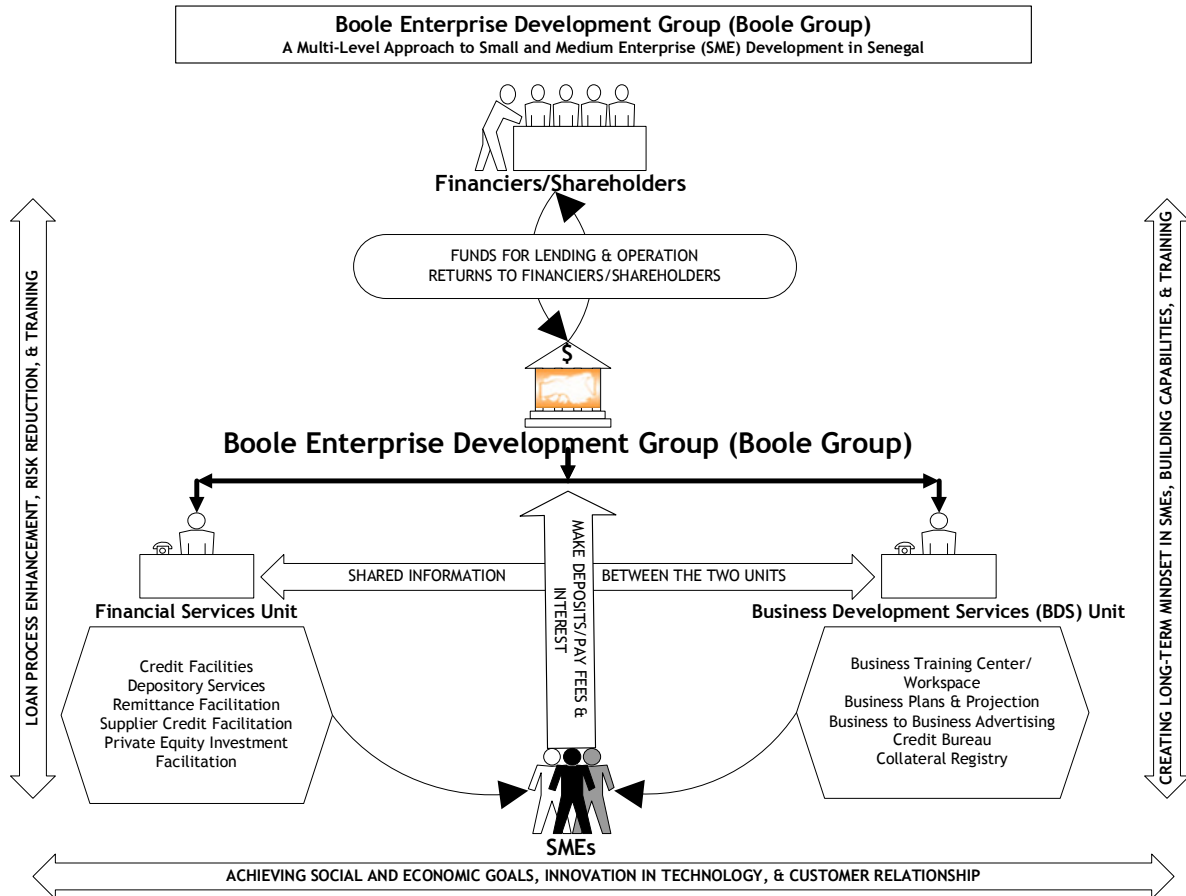 Boole Enterprise Development Group (Boole Group)
A Multi-Level Approach to Small and Medium Enterprise (SME) Development in Senegal
Financiers/Shareholders
FUNDS FOR LENDING & OPERATION
RETURNS TO FINANCIERS/SHAREHOLDERS
$
Boole Enterprise Development Group (Boole Group)
LOAN PROCESS ENHANCEMENT, RISK REDUCTION, & TRAINING
CREATING LONG-TERM MINDSET IN SMEs, BUILDING CAPABILITIES, & TRAINING
SHARED INFORMATION
BETWEEN THE TWO UNITS
MAKE DEPOSITS/PAY FEES &
INTEREST
Financial Services Unit
Credit Facilities
Depository Services
Remittance Facilitation
Supplier Credit Facilitation
Private Equity Investment
Facilitation
Business Development Services (BDS) Unit
Business Training Center/
Workspace
Business Plans & Projection
Business to Business Advertising
Credit Bureau
Collateral Registry
SMEs
ACHIEVING SOCIAL AND ECONOMIC GOALS, INNOVATION IN TECHNOLOGY, & CUSTOMER RELATIONSHIP